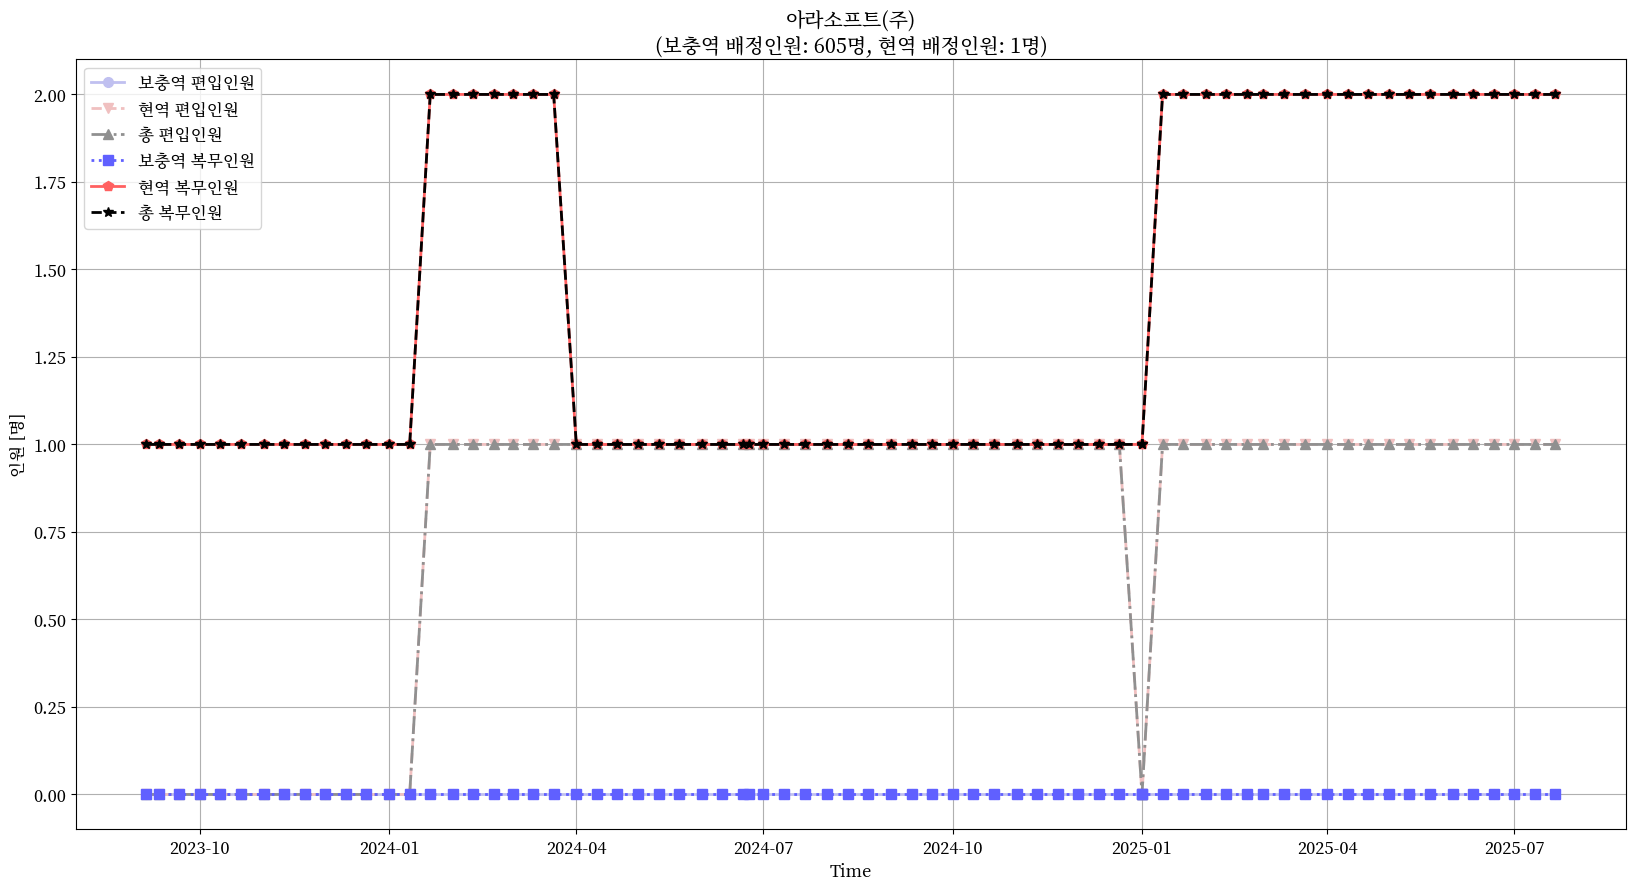 아라소프트(주)
(보충역 배정인원: 605명, 현역 배정인원: 1명)
보충역 편입인원
현역 편입인원
총 편입인원
보충역 복무인원
현역 복무인원
총 복무인원
2.00
1.75
1.50
1.25
1.00
0.75
0.50
0.25
0.00
인원 [명]
2023-10
2024-01
2024-04
2024-07
2024-10
2025-01
2025-04
2025-07
Time